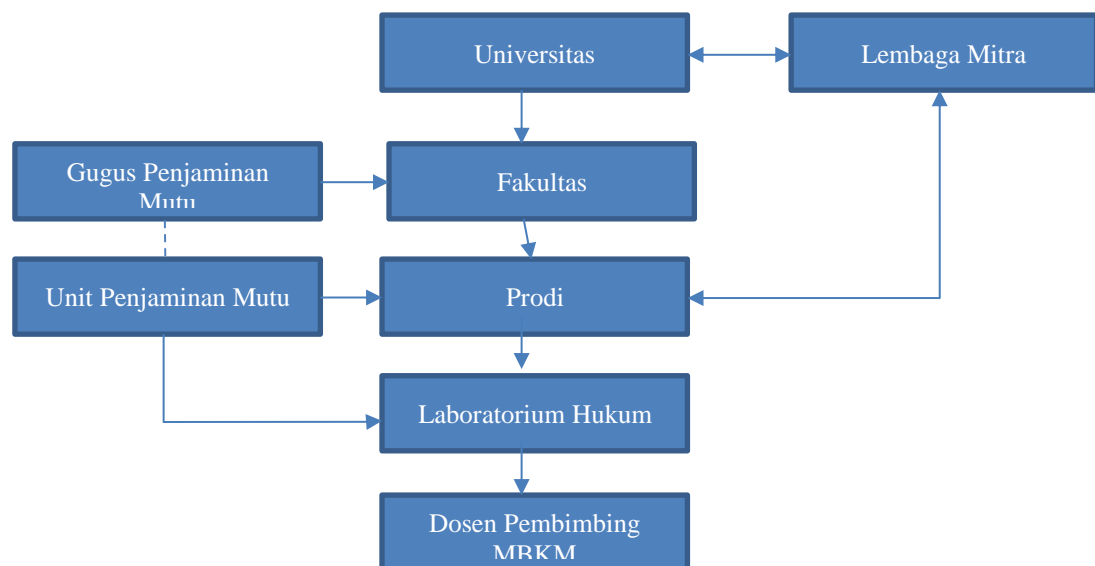 Universitas
Lembaga Mitra
Gugus Penjaminan
Mutu
Fakultas
Unit Penjaminan Mutu
Prodi
Laboratorium Hukum
Dosen Pembimbing
MBKM